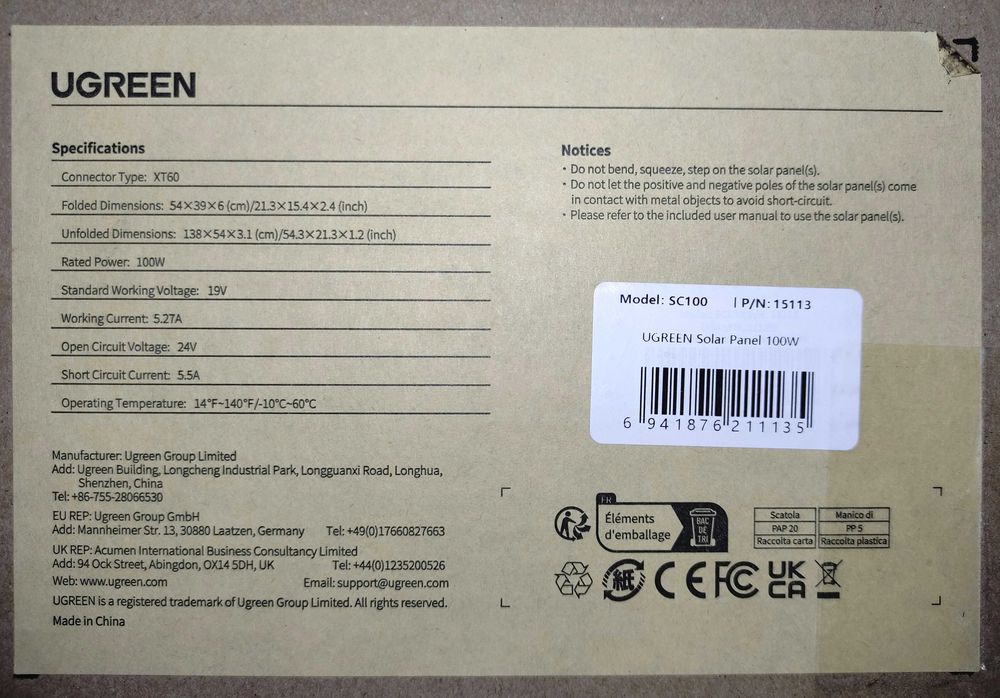 UGREEN
Specifications
Connector Type: XT60
Folded Dimensions: 54×39×6 (cm)/21.3×15.4×2.4 (inch)
Unfolded Dimensions: 138×54×3.1 (cm)/54.3×21.3×1.2 (inch)
Rated Power: 100W
Standard Working Voltage: 19V
Working Current: 5.27A
Open Circuit Voltage: 24V
Short Circuit Current: 5.5A
Operating Temperature: 14°F~140°F/-10°C~60°C
Notices
· Do not bend, squeeze, step on the solar panel(s).
· Do not let the positive and negative poles of the solar panel(s) come
in contact with metal objects to avoid short-circuit.
· Please refer to the included user manual to use the solar panel(s).
Model: SC100 | P/N: 15113
UGREEN Solar Panel 100W
6 941876 211135
Manufacturer: Ugreen Group Limited
Add: Ugreen Building, Longcheng Industrial Park, Longguanxi Road, Longhua,
Shenzhen, China
Tel: +86-755-28066530
EU REP: Ugreen Group GmbH
Add: Mannheimer Str. 13, 30880 Laatzen, Germany Tel: +49(0)17660827663
UK REP: Acumen International Business Consultancy Limited
Add: 94 Ock Street, Abingdon, OX14 5DH, UK Tel: +44(0)1235200526
Web: www.ugreen.com Email: support@ugreen.com
UGREEN is a registered trademark of Ugreen Group Limited. All rights reserved.
Made in China
FR
Éléments
d'emballage
BAC
DE
TRI
Scatola Manico di
PAP 20 PP 5
Raccolta carta Raccolta plastica
紙 CE FC UK
CA